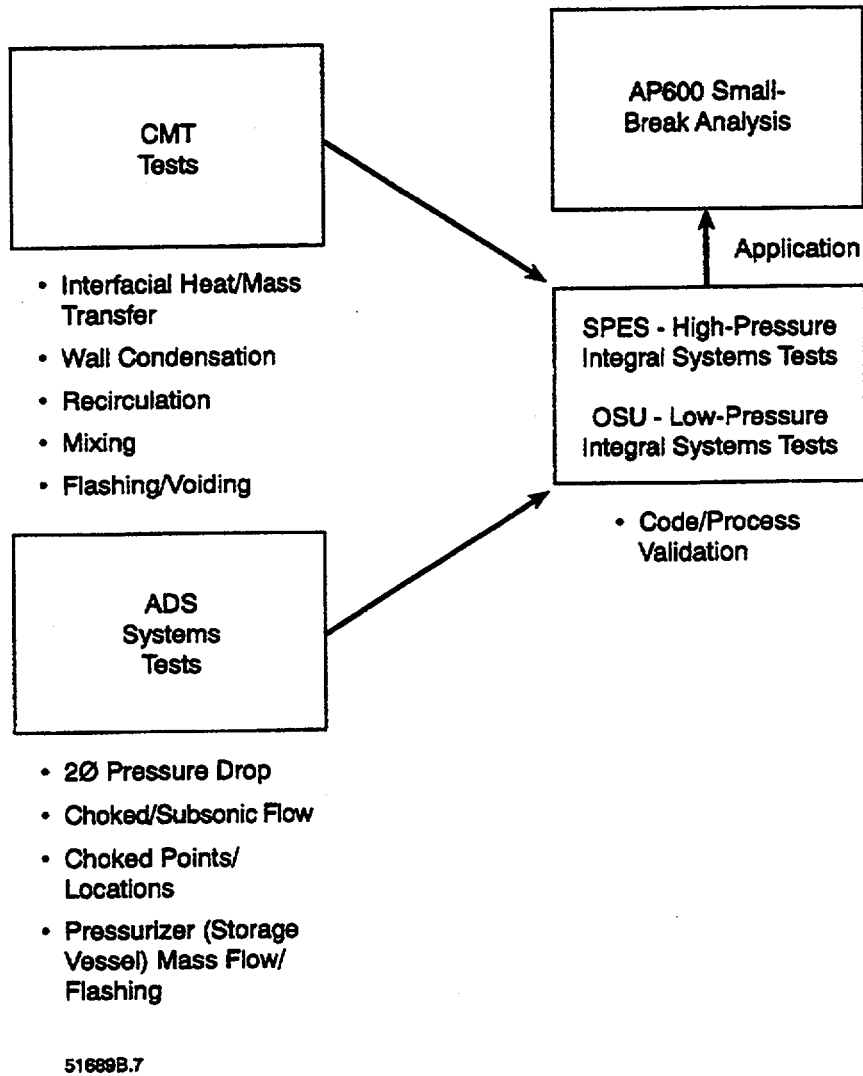 CMT
Tests
• Interfacial Heat/Mass
Transfer
• Wall Condensation
• Recirculation
• Mixing
• Flashing/Voiding
ADS
Systems
Tests
• 2Ø Pressure Drop
• Choked/Subsonic Flow
• Choked Points/
Locations
• Pressurizer (Storage
Vessel) Mass Flow/
Flashing
AP600 Small-
Break Analysis
Application
SPES - High-Pressure
Integral Systems Tests
OSU - Low-Pressure
Integral Systems Tests
• Code/Process
Validation
51689B.7